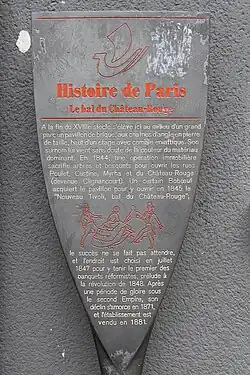 Histoire de Paris
Le bal du Château-Rouge
A la fin du XVIIIe siècle s'élève ici au milieu d'un grand
parc un pavillon de brique aux chaînes d'angle en pierre
de taille, haut d'un étage avec comble en attique. Son
surnom lui vient sans doute de la couleur du matériau
dominant. En 1844, une opération immobilière
sacrifie arbres et bosquets pour ouvrir les rues
Poulet, Custine, Myrha et du Château-Rouge
(devenue Clignancourt). Un certain Bobœuf
acquiert le pavillon pour y ouvrir en 1845 le
"Nouveau Tivoli, bal du Château-Rouge",
le succès ne se fait pas attendre,
et l'endroit est choisi en juillet
1847 pour y tenir le premier des
banquets réformistes, prélude à
la révolution de 1848. Après
une période de gloire sous
le second Empire, son
déclin s'amorce en 1871,
et l'établissement est
vendu en 1881.